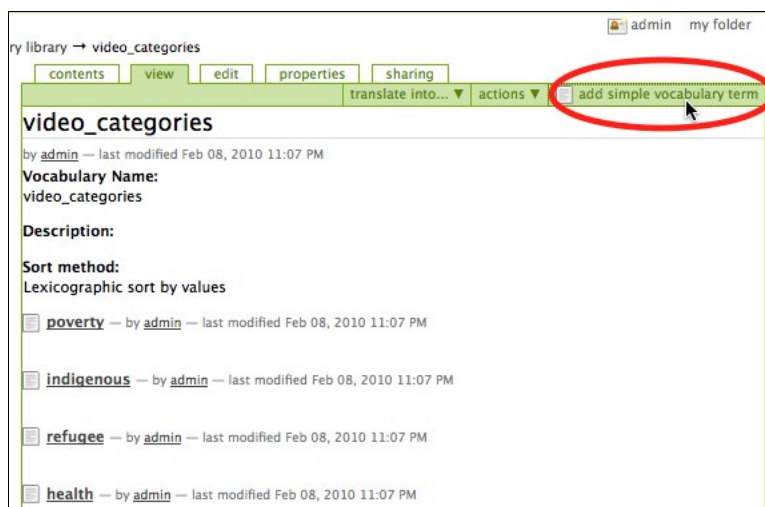 admin my folder
ry library → video_categories
contents view edit properties sharing
translate into... ▼ actions ▼ add simple vocabulary term
video_categories
by admin — last modified Feb 08, 2010 11:07 PM
Vocabulary Name:
video_categories
Description:
Sort method:
Lexicographic sort by values
poverty — by admin — last modified Feb 08, 2010 11:07 PM
indigenous — by admin — last modified Feb 08, 2010 11:07 PM
refugee — by admin — last modified Feb 08, 2010 11:07 PM
health — by admin — last modified Feb 08, 2010 11:07 PM